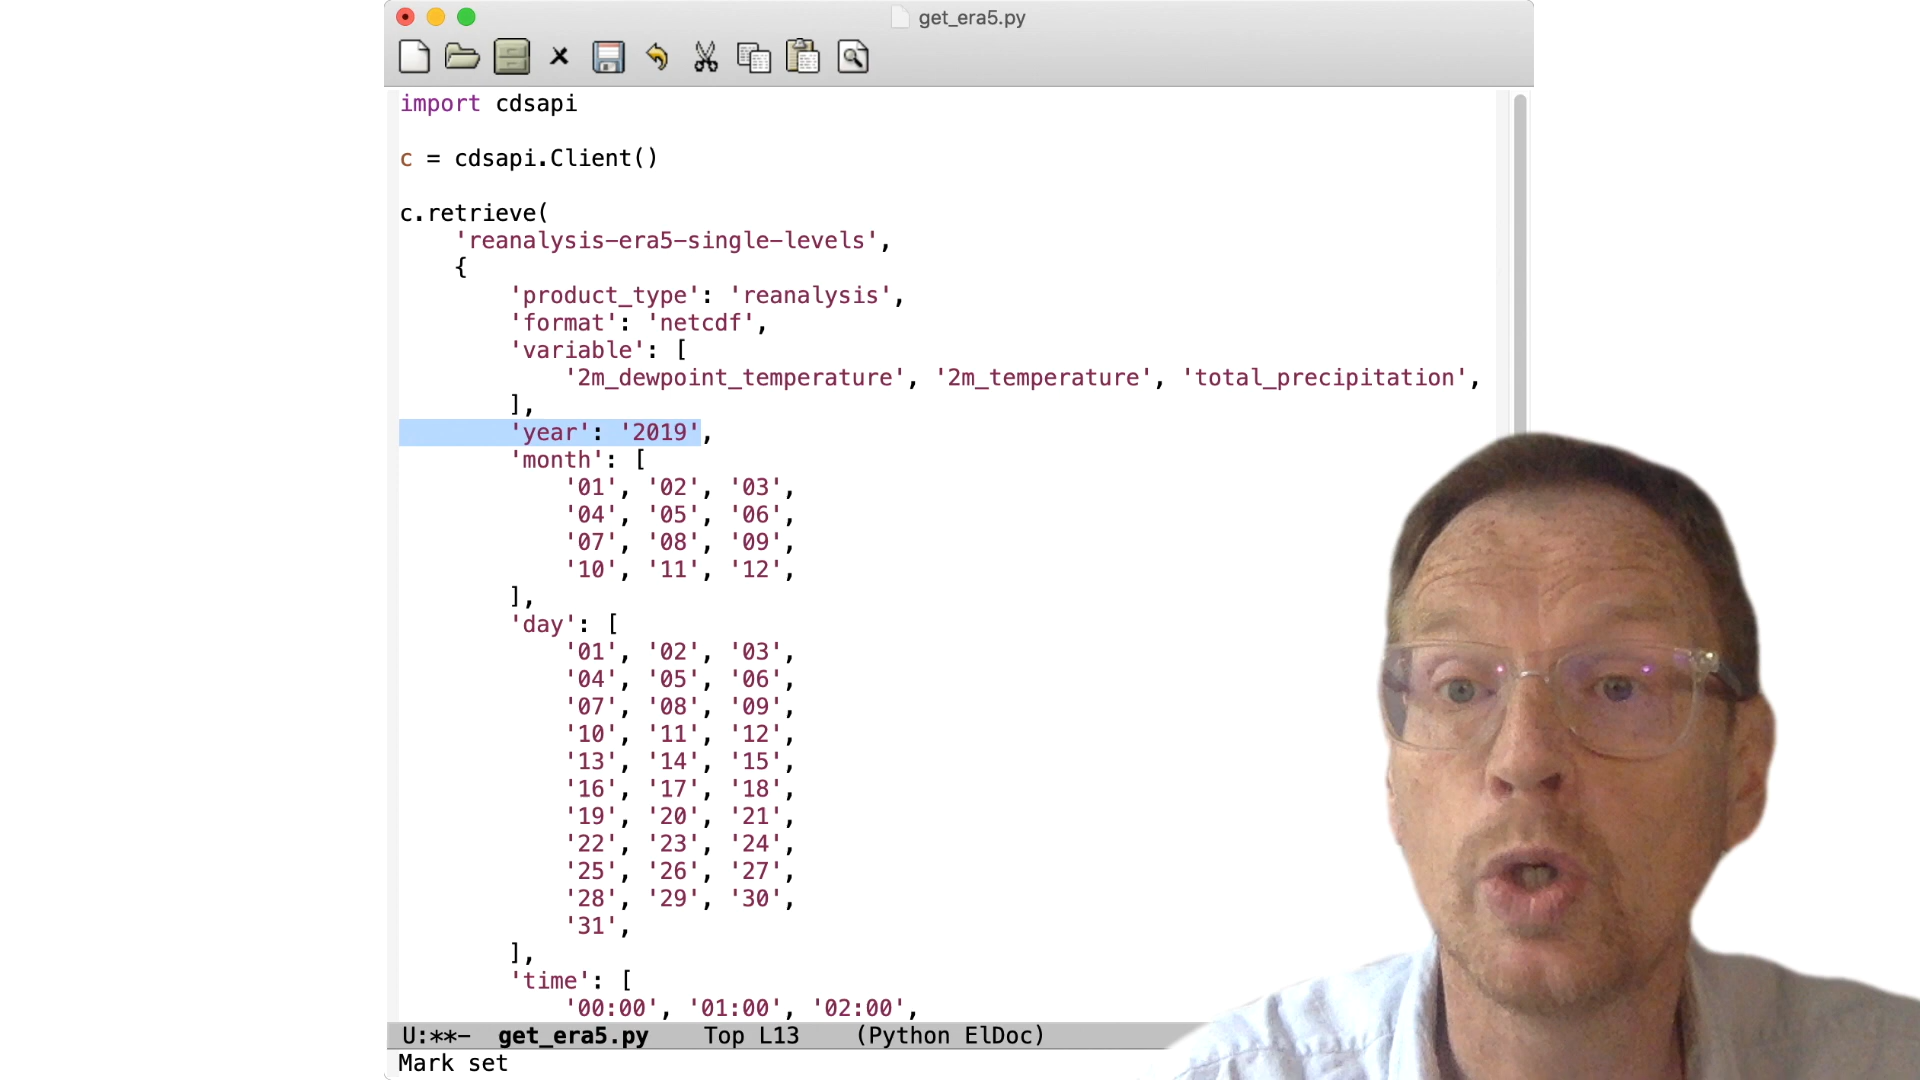 get_era5.py
import cdsapi
c = cdsapi.Client()
c.retrieve(
'reanalysis-era5-single-levels',
{
'product_type': 'reanalysis',
'format': 'netcdf',
'variable': [
'2m_dewpoint_temperature', '2m_temperature', 'total_precipitation',
],
'year': '2019',
'month': [
'01', '02', '03',
'04', '05', '06',
'07', '08', '09',
'10', '11', '12',
],
'day': [
'01', '02', '03',
'04', '05', '06',
'07', '08', '09',
'10', '11', '12',
'13', '14', '15',
'16', '17', '18',
'19', '20', '21',
'22', '23', '24',
'25', '26', '27',
'28', '29', '30',
'31',
],
'time': [
'00:00', '01:00', '02:00',
U:**- get_era5.py Top L13 (Python ElDoc)
Mark set